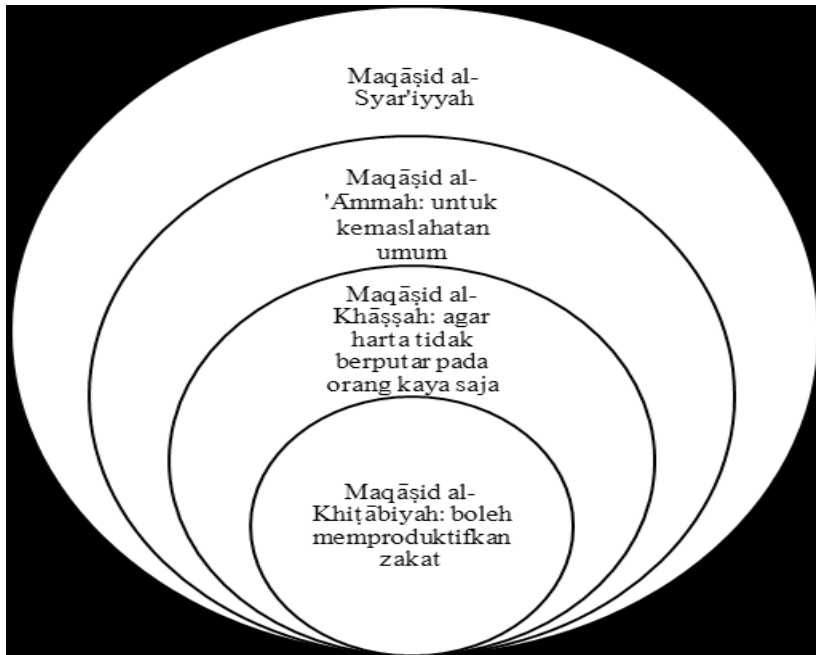 Maqāṣid al-
Syar'iyyah
Maqāṣid al-
'Āmmah: untuk
kemaslahatan
umum
Maqāṣid al-
Khāṣṣah: agar
harta tidak
berputar pada
orang kaya saja
Maqāṣid al-
Khiṭābiyah: boleh
memproduktifkan
zakat